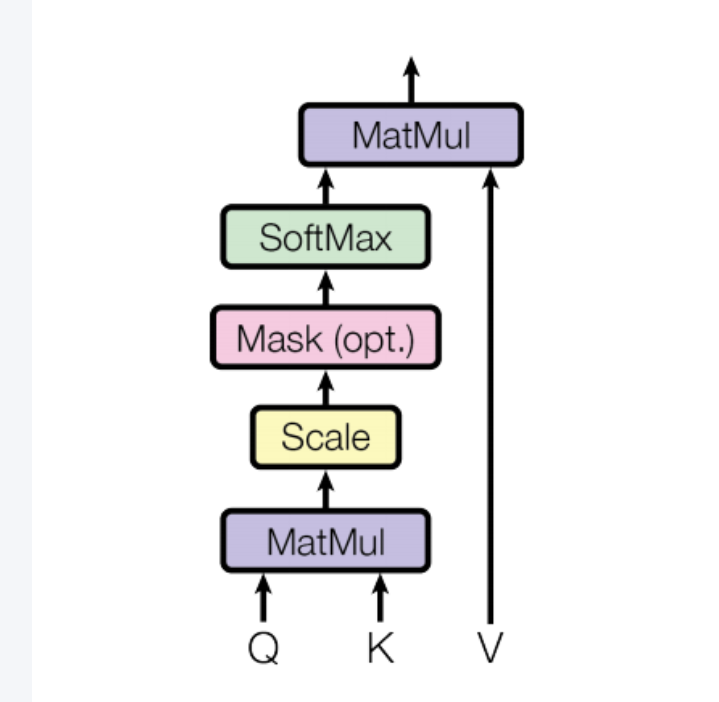 MatMul
SoftMax
Mask (opt.)
Scale
MatMul
Q K V